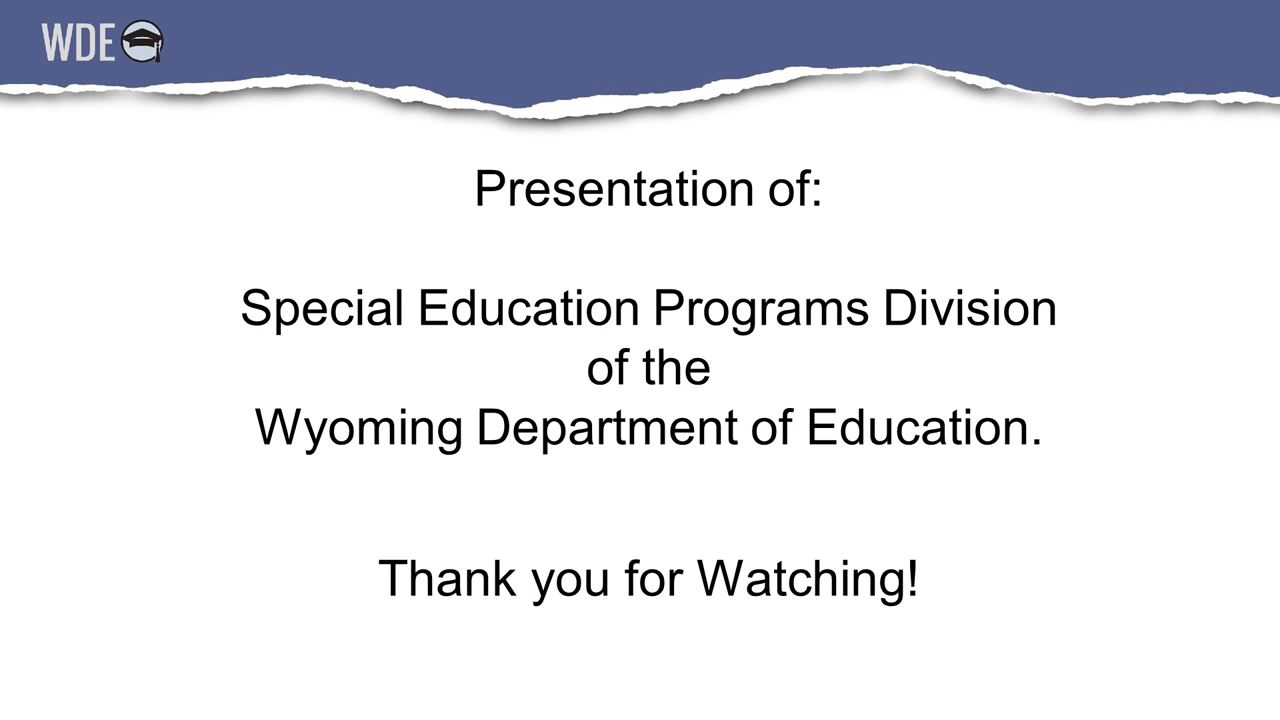 WDE
Presentation of:
Special Education Programs Division
of the
Wyoming Department of Education.
Thank you for Watching!